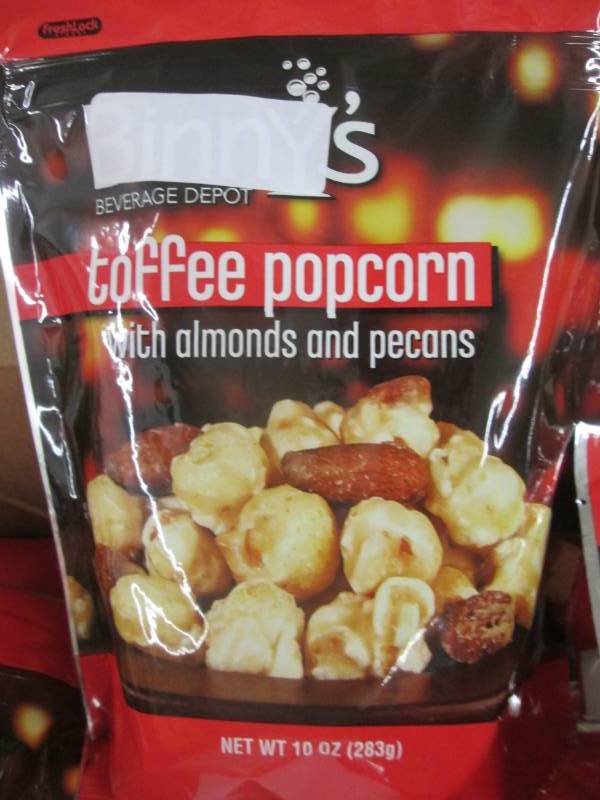 FreshLock
Binny's
BEVERAGE DEPOT
toffee popcorn
with almonds and pecans
NET WT 10 OZ (283g)